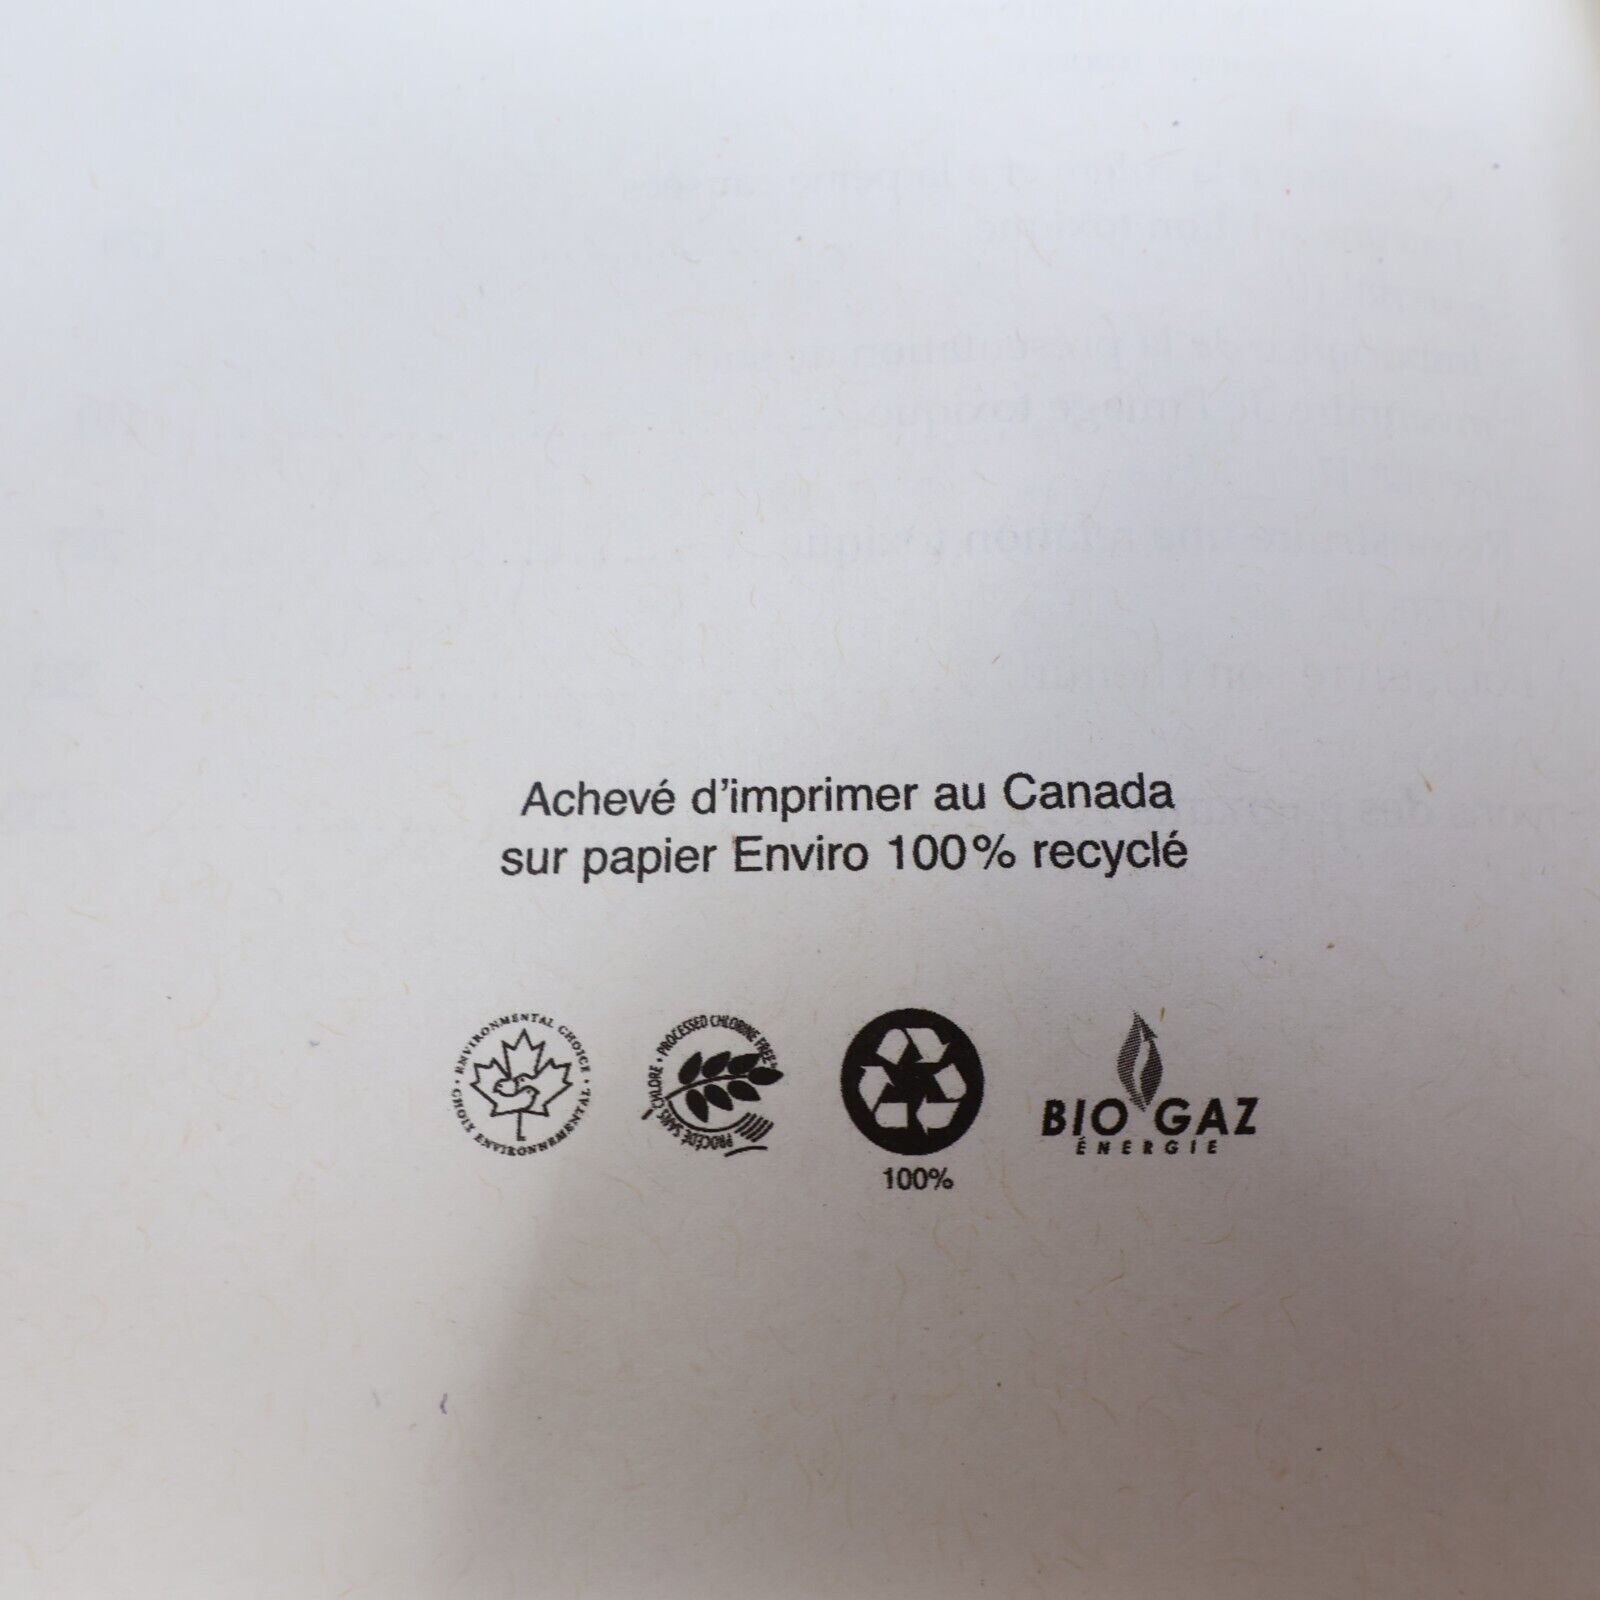 Achevé d'imprimer au Canada
sur papier Enviro 100% recyclé
ENVIRONMENTAL CHOICE • CHOIX ENVIRONNEMENTAL •
PROCÉDÉ SANS CHLORE • PROCESSED CHLORINE FREE
100%
BIO GAZ
ÉNERGIE